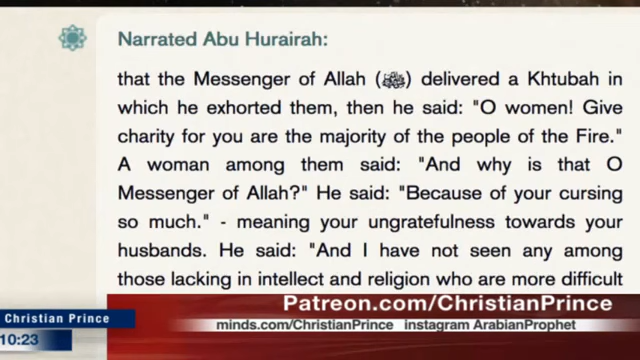 Narrated Abu Hurairah:
that the Messenger of Allah (ﷺ) delivered a Khtubah in
which he exhorted them, then he said: "O women! Give
charity for you are the majority of the people of the Fire."
A woman among them said: "And why is that O
Messenger of Allah?" He said: "Because of your cursing
so much." - meaning your ungratefulness towards your
husbands. He said: "And I have not seen any among
those lacking in intellect and religion who are more difficult
Patreon.com/ChristianPrince
Christian Prince
minds.com/ChristianPrince instagram ArabianProphet
10:23